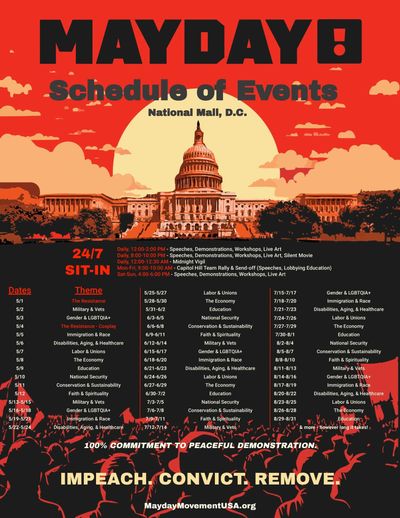 MAYDAY!
Schedule of Events
National Mall, D.C.
24/7
SIT-IN
Daily, 12:00-2:00 PM - Speeches, Demonstrations, Workshops, Live Art
Daily, 8:00-10:00 PM - Speeches, Demonstrations, Workshops, Live Art, Silent Movie
Daily, 12:00-12:30 AM - Midnight Vigil
Mon-Fri, 9:00-10:00 AM - Capitol Hill Team Rally & Send-off (Speeches, Lobbying Education)
Sat-Sun, 4:00-6:00 PM - Speeches, Demonstrations, Workshops, Live Art
Dates Theme
5/1 The Resistance
5/2 Military & Vets
5/3 Gender & LGBTQIA+
5/4 The Resistance - Cosplay
5/5 Immigration & Race
5/6 Disabilities, Aging, & Healthcare
5/7 Labor & Unions
5/8 The Economy
5/9 Education
5/10 National Security
5/11 Conservation & Sustainability
5/12 Faith & Spirituality
5/13-5/15 Military & Vets
5/16-5/18 Gender & LGBTQIA+
5/19-5/21 Immigration & Race
5/22-5/24 Disabilities, Aging, & Healthcare
5/25-5/27 Labor & Unions
5/28-5/30 The Economy
5/31-6/2 Education
6/3-6/5 National Security
6/6-6/8 Conservation & Sustainability
6/9-6/11 Faith & Spirituality
6/12-6/14 Military & Vets
6/15-6/17 Gender & LGBTQIA+
6/18-6/20 Immigration & Race
6/21-6/23 Disabilities, Aging, & Healthcare
6/24-6/26 Labor & Unions
6/27-6/29 The Economy
6/30-7/2 Education
7/3-7/5 National Security
7/6-7/8 Conservation & Sustainability
7/9-7/11 Faith & Spirituality
7/12-7/14 Military & Vets
7/15-7/17 Gender & LGBTQIA+
7/18-7/20 Immigration & Race
7/21-7/23 Disabilities, Aging, & Healthcare
7/24-7/26 Labor & Unions
7/27-7/29 The Economy
7/30-8/1 Education
8/2-8/4 National Security
8/5-8/7 Conservation & Sustainability
8/8-8/10 Faith & Spirituality
8/11-8/13 Military & Vets
8/14-8/16 Gender & LGBTQIA+
8/17-8/19 Immigration & Race
8/20-8/22 Disabilities, Aging, & Healthcare
8/23-8/25 Labor & Unions
8/26-8/28 The Economy
8/29-8/31 Education
& more - however long it takes!
100% COMMITMENT TO PEACEFUL DEMONSTRATION.
IMPEACH. CONVICT. REMOVE.
MaydayMovementUSA.org